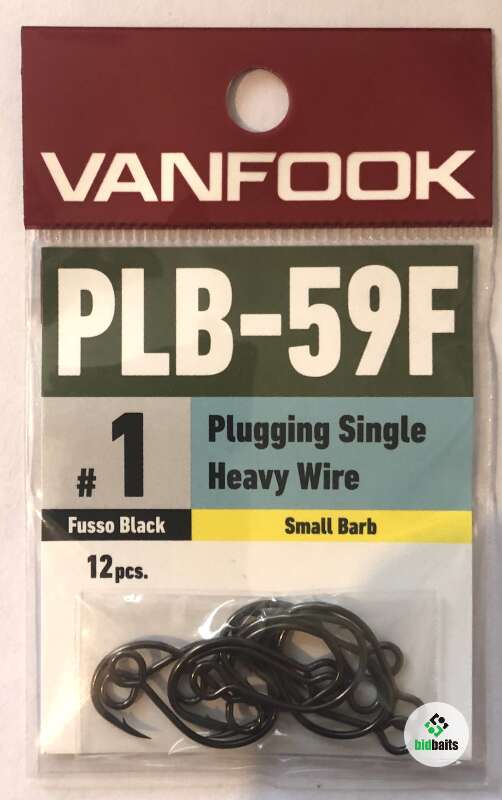 VANFOOK
PLB-59F
#1
Plugging Single
Heavy Wire
Fusso Black
Small Barb
12pcs.
bidbaits